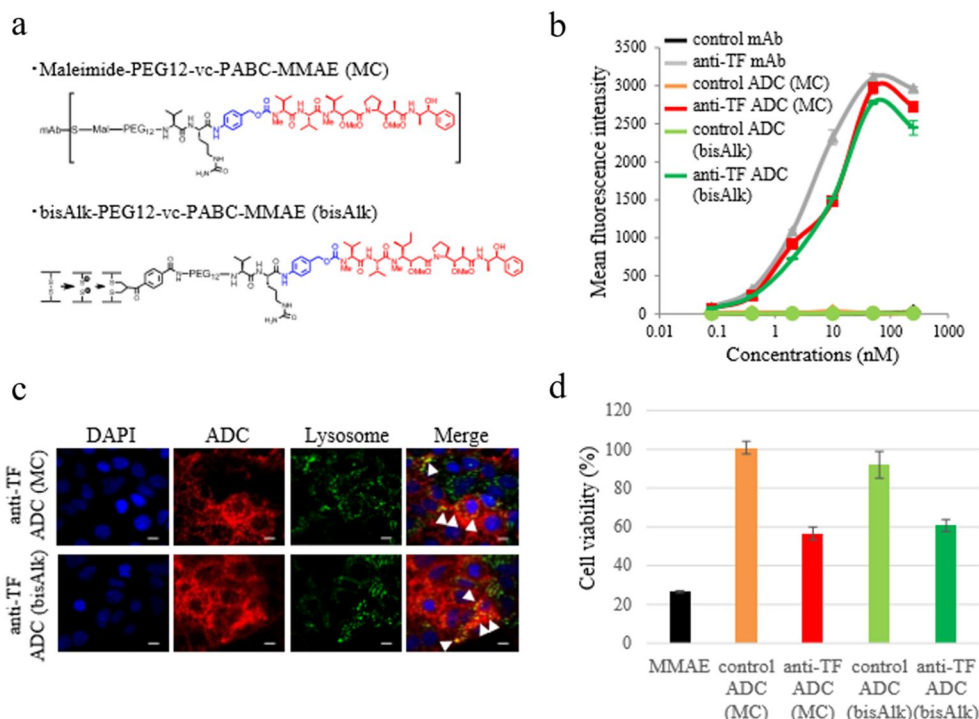 a
・Maleimide-PEG12-vc-PABC-MMAE (MC)
mAb S Mal PEG12
・bisAlk-PEG12-vc-PABC-MMAE (bisAlk)
PEG12
b
control mAb
anti-TF mAb
control ADC (MC)
anti-TF ADC (MC)
control ADC
(bisAlk)
anti-TF ADC
(bisAlk)
Mean fluorescence intensity
3500
3000
2500
2000
1500
1000
500
0
0.01
1
10
100
1000
Concentrations (nM)
c
DAPI ADC Lysosome Merge
anti-TF
ADC (MC)
anti-TF
ADC (bisAlk)
d
Cell viability (%)
120
100
80
60
40
20
0
MMAE control anti-TF control anti-TF
ADC ADC ADC ADC
(MC) (MC) (bisAlk) (bisAlk)